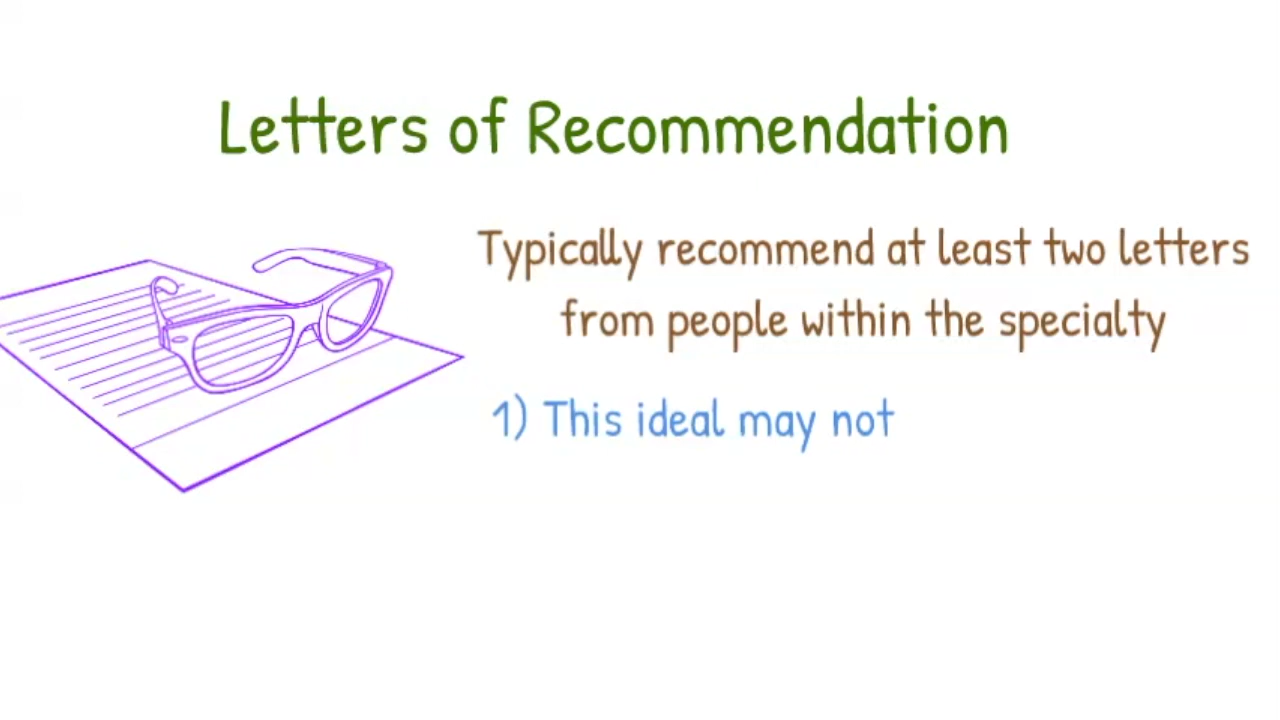 Letters of Recommendation
Typically recommend at least two letters
from people within the specialty
1) This ideal may not